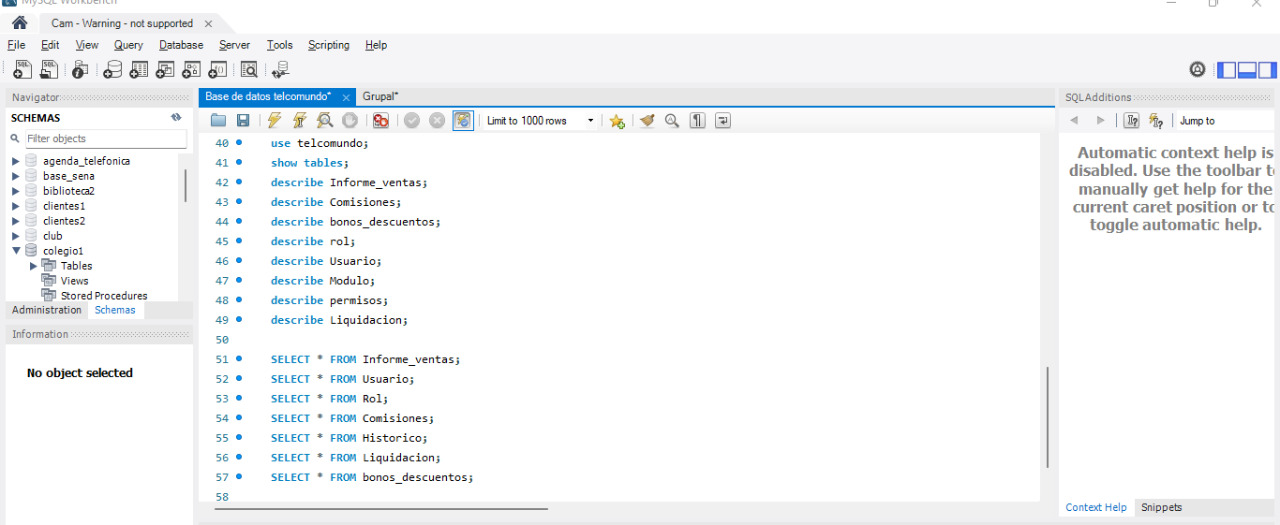 MySQL Workbench
Cam - Warning - not supported
File Edit View Query Database Server Tools Scripting Help
Navigator
SCHEMAS
Filter objects
agenda_telefonica
base_sena
biblioteca2
clientes1
clientes2
club
colegio1
Tables
Views
Stored Procedures
Administration Schemas
Information
No object selected
Base de datos telcomundo* Grupal*
Limit to 1000 rows
40 use telcomundo;
41 show tables;
42 describe Informe_ventas;
43 describe Comisiones;
44 describe bonos_descuentos;
45 describe rol;
46 describe Usuario;
47 describe Modulo;
48 describe permisos;
49 describe Liquidacion;
50
51 SELECT * FROM Informe_ventas;
52 SELECT * FROM Usuario;
53 SELECT * FROM Rol;
54 SELECT * FROM Comisiones;
55 SELECT * FROM Historico;
56 SELECT * FROM Liquidacion;
57 SELECT * FROM bonos_descuentos;
58
SQLAdditions
Jump to
Automatic context help is
disabled. Use the toolbar to
manually get help for the
current caret position or to
toggle automatic help.
Context Help Snippets